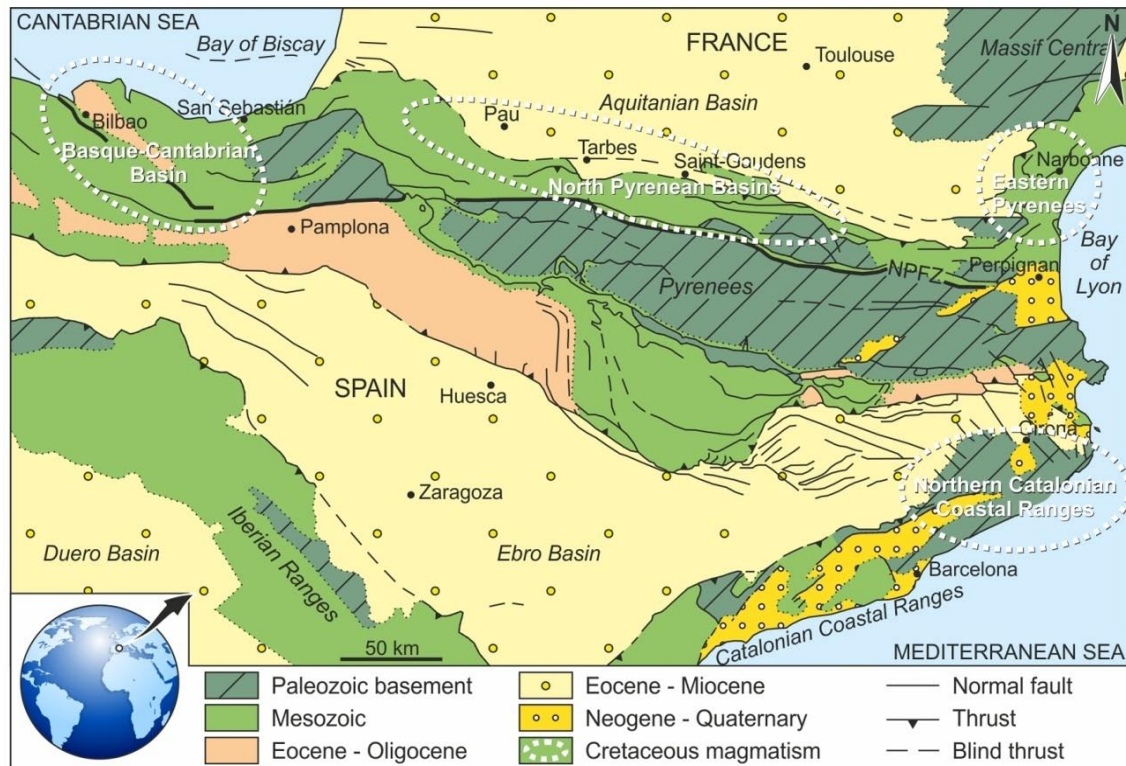 CANTABRIAN SEA
Bay of Biscay
FRANCE
Toulouse
Massif Central
N
Aquitanian Basin
San Sebastián
Bilbao
Pau
Tarbes
Saint-Gaudens
Narbonne
Basque-Cantabrian
Basin
North Pyrenean Basins
Eastern
Pyrenees
Pamplona
Bay
of
Lyon
NPFZ
Perpignan
Pyrenees
SPAIN
Huesca
Girona
Zaragoza
Northern Catalonian
Coastal Ranges
Iberian Ranges
Duero Basin
Ebro Basin
Barcelona
Catalonian Coastal Ranges
50 km
MEDITERRANEAN SEA
Paleozoic basement
Mesozoic
Eocene - Oligocene
Eocene - Miocene
Neogene - Quaternary
Cretaceous magmatism
Normal fault
Thrust
Blind thrust